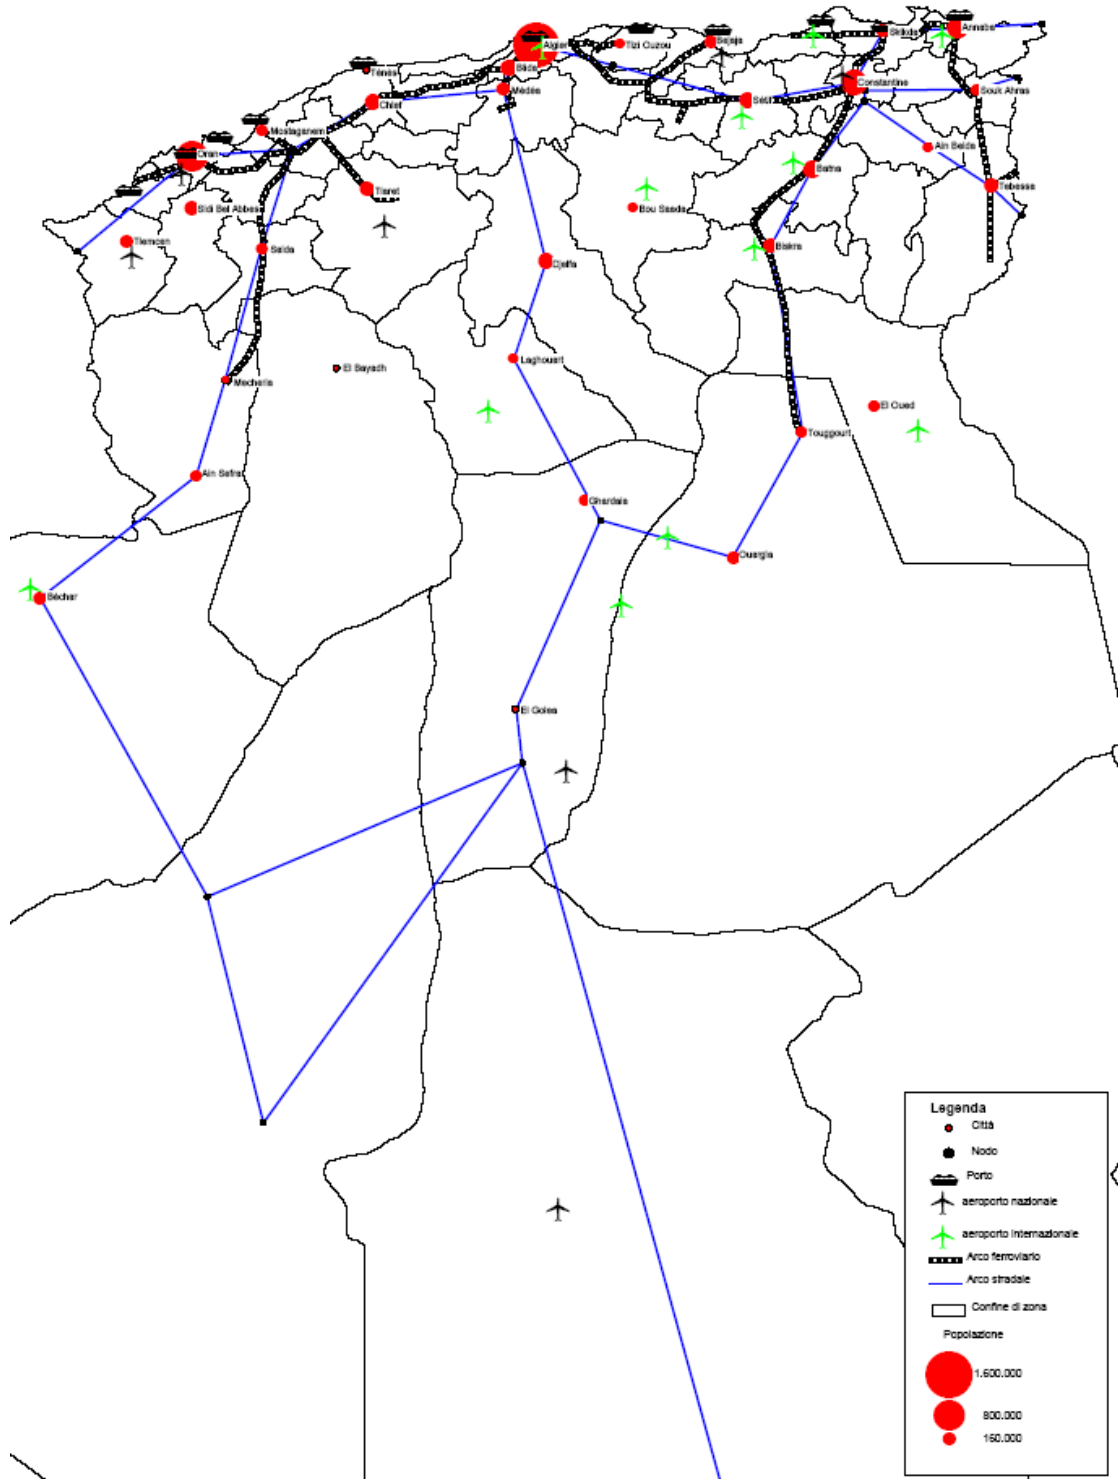 Annaba
Skikda
Bejaja
Tizi Ouzou
Algier
Ténès
Blida
Constantine
Médéa
Sétif
Souk Ahras
Chlef
Mostaganem
Oran
Ain Beida
Batna
Tebessa
Tiaret
Sidi Bel Abbes
Bou Saada
Tlemcen
Saida
Biskra
Djelfa
Laghouart
El Bayadh
Mecheria
El Oued
Touggourt
Ain Sefra
Ghardaia
Ouargla
Bécher
El Golea
Legenda
Città
Nodo
Porto
aeroporto nazionale
aeroporto internazionale
Arco ferroviario
Arco stradale
Confine di zona
Popolazione
1.600.000
800.000
160.000